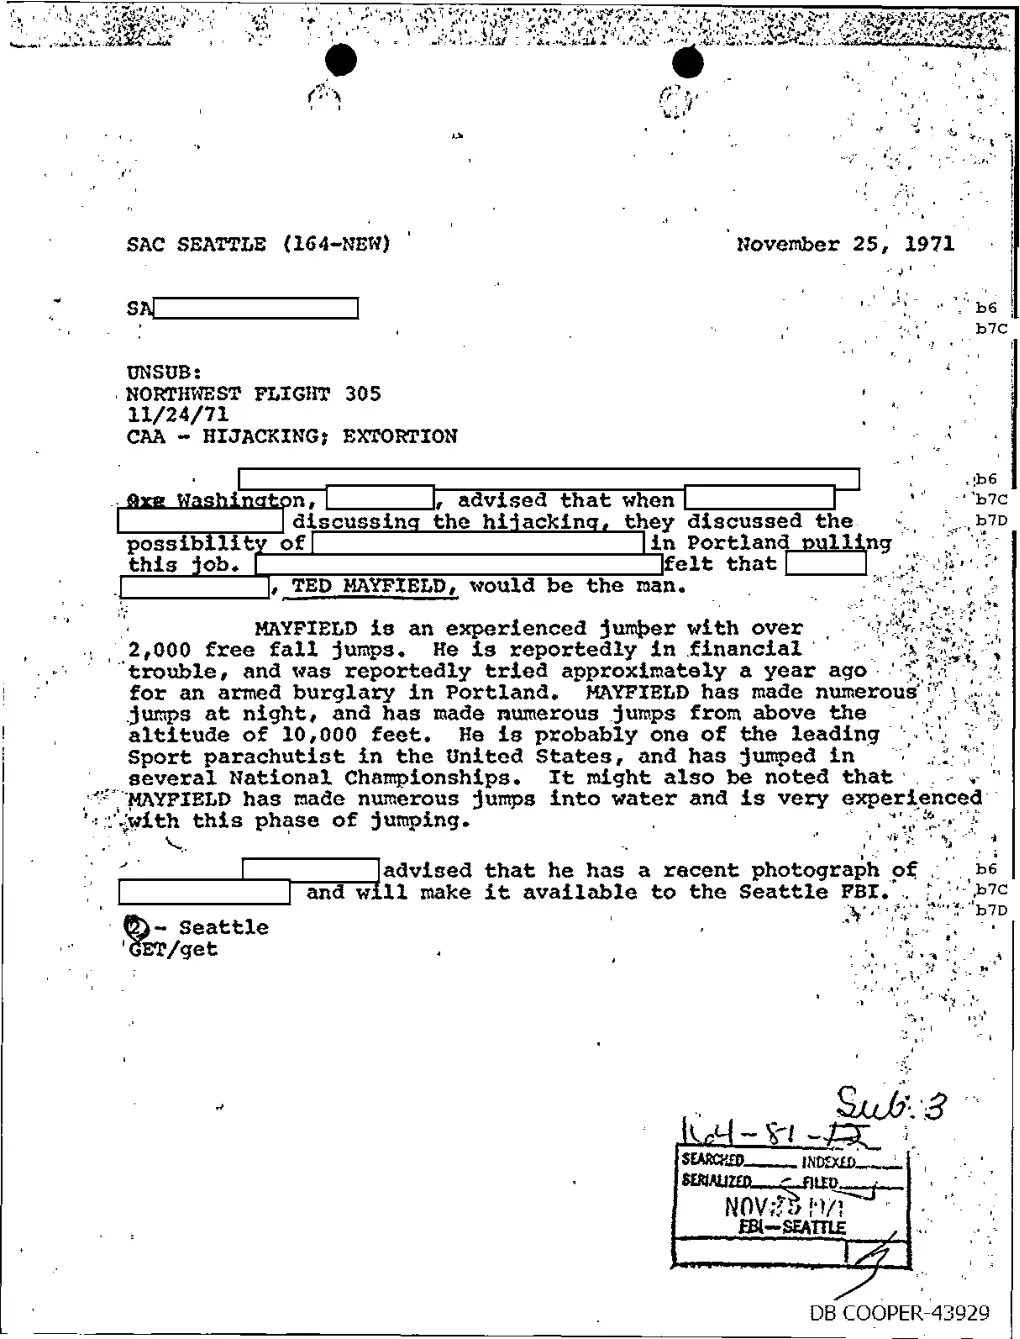 SAC SEATTLE (164-NEW) November 25, 1971
SA b6
b7C
UNSUB:
NORTHWEST FLIGHT 305
11/24/71
CAA - HIJACKING; EXTORTION
b6
Washington, , advised that when b7C
discussing the hijacking, they discussed the b7D
possibility of in Portland pulling
this job. felt that
, TED MAYFIELD, would be the man.
MAYFIELD is an experienced jumper with over
2,000 free fall jumps. He is reportedly in financial
trouble, and was reportedly tried approximately a year ago
for an armed burglary in Portland. MAYFIELD has made numerous
jumps at night, and has made numerous jumps from above the
altitude of 10,000 feet. He is probably one of the leading
Sport parachutist in the United States, and has jumped in
several National Championships. It might also be noted that
MAYFIELD has made numerous jumps into water and is very experienced
with this phase of jumping.
advised that he has a recent photograph of b6
and will make it available to the Seattle FBI. b7C
b7D
2 - Seattle
GET/get
Sub. 3
164-81-
SEARCHED INDEXED
SERIALIZED FILED
NOV 25 1971
FBI-SEATTLE
DB COOPER-43929